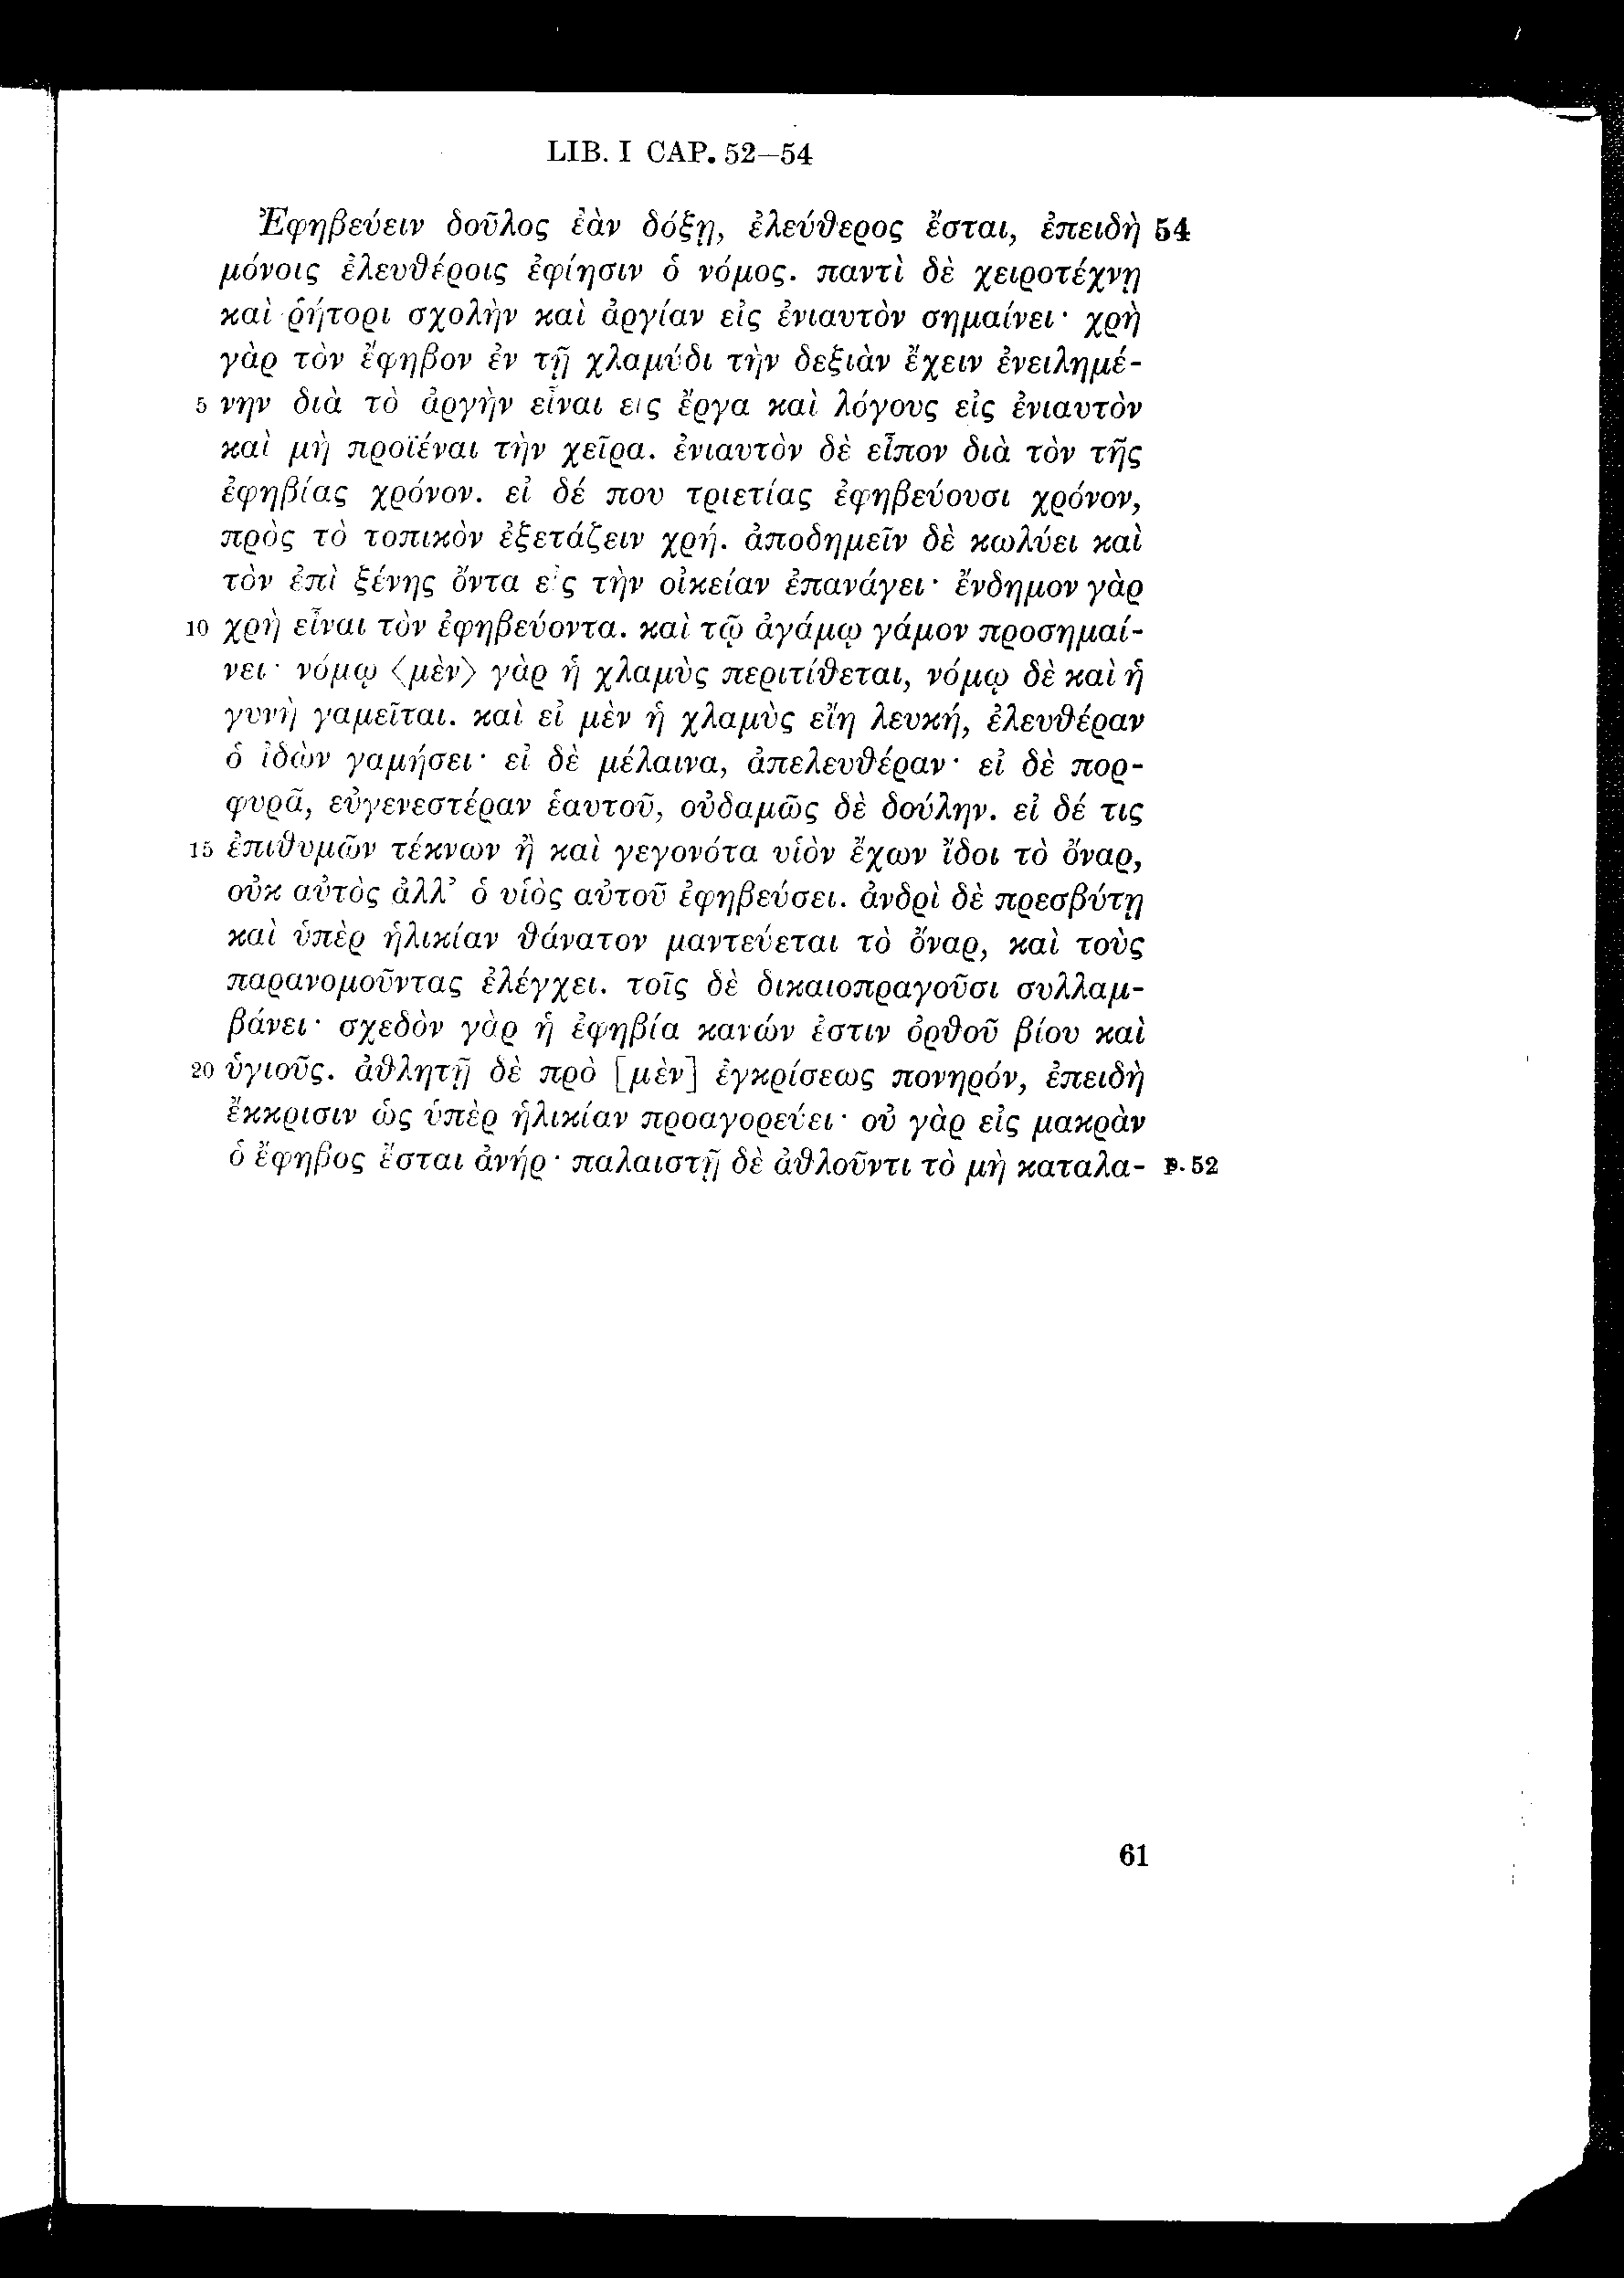 LIB. I CAP. 52—54
Ἐφηβεύειν δοῦλος ἐὰν δόξῃ, ἐλεύθερος ἔσται, ἐπειδὴ 54
μόνοις ἐλευθέροις ἐφίησιν ὁ νόμος. παντὶ δὲ χειροτέχνῃ
καὶ ῥήτορι σχολὴν καὶ ἀργίαν εἰς ἐνιαυτὸν σημαίνει· χρὴ
γὰρ τὸν ἔφηβον ἐν τῇ χλαμύδι τὴν δεξιὰν ἔχειν ἐνειλημέ-
5 νην διὰ τὸ ἀργὴν εἶναι εἰς ἔργα καὶ λόγους εἰς ἐνιαυτὸν
καὶ μὴ προϊέναι τὴν χεῖρα. ἐνιαυτὸν δὲ εἶπον διὰ τὸν τῆς
ἐφηβίας χρόνον. εἰ δέ που τριετίας ἐφηβεύουσι χρόνον,
πρὸς τὸ τοπικὸν ἐξετάζειν χρή. ἀποδημεῖν δὲ κωλύει καὶ
τὸν ἐπὶ ξένης ὄντα εἰς τὴν οἰκείαν ἐπανάγει· ἔνδημον γὰρ
10 χρὴ εἶναι τὸν ἐφηβεύοντα. καὶ τῷ ἀγάμῳ γάμον προσημαί-
νει· νόμῳ ⟨μὲν⟩ γὰρ ἡ χλαμὺς περιτίθεται, νόμῳ δὲ καὶ ἡ
γυνὴ γαμεῖται. καὶ εἰ μὲν ἡ χλαμὺς εἴη λευκή, ἐλευθέραν
ὁ ἰδὼν γαμήσει· εἰ δὲ μέλαινα, ἀπελευθέραν· εἰ δὲ πορ-
φυρᾶ, εὐγενεστέραν ἑαυτοῦ, οὐδαμῶς δὲ δούλην. εἰ δέ τις
15 ἐπιθυμῶν τέκνων ἢ καὶ γεγονότα υἱὸν ἔχων ἴδοι τὸ ὄναρ,
οὐκ αὐτὸς ἀλλ’ ὁ υἱὸς αὐτοῦ ἐφηβεύσει. ἀνδρὶ δὲ πρεσβύτῃ
καὶ ὑπὲρ ἡλικίαν θάνατον μαντεύεται τὸ ὄναρ, καὶ τοὺς
παρανομοῦντας ἐλέγχει. τοῖς δὲ δικαιοπραγοῦσι συλλαμ-
βάνει· σχεδὸν γὰρ ἡ ἐφηβία κανών ἐστιν ὀρθοῦ βίου καὶ
20 ὑγιοῦς. ἀθλητῇ δὲ πρὸ [μὲν] ἐγκρίσεως πονηρόν, ἐπειδὴ
ἔκκρισιν ὡς ὑπὲρ ἡλικίαν προαγορεύει· οὐ γὰρ εἰς μακρὰν
ὁ ἔφηβος ἔσται ἀνήρ· παλαιστῇ δὲ ἀθλοῦντι τὸ μὴ καταλα- p. 52
61